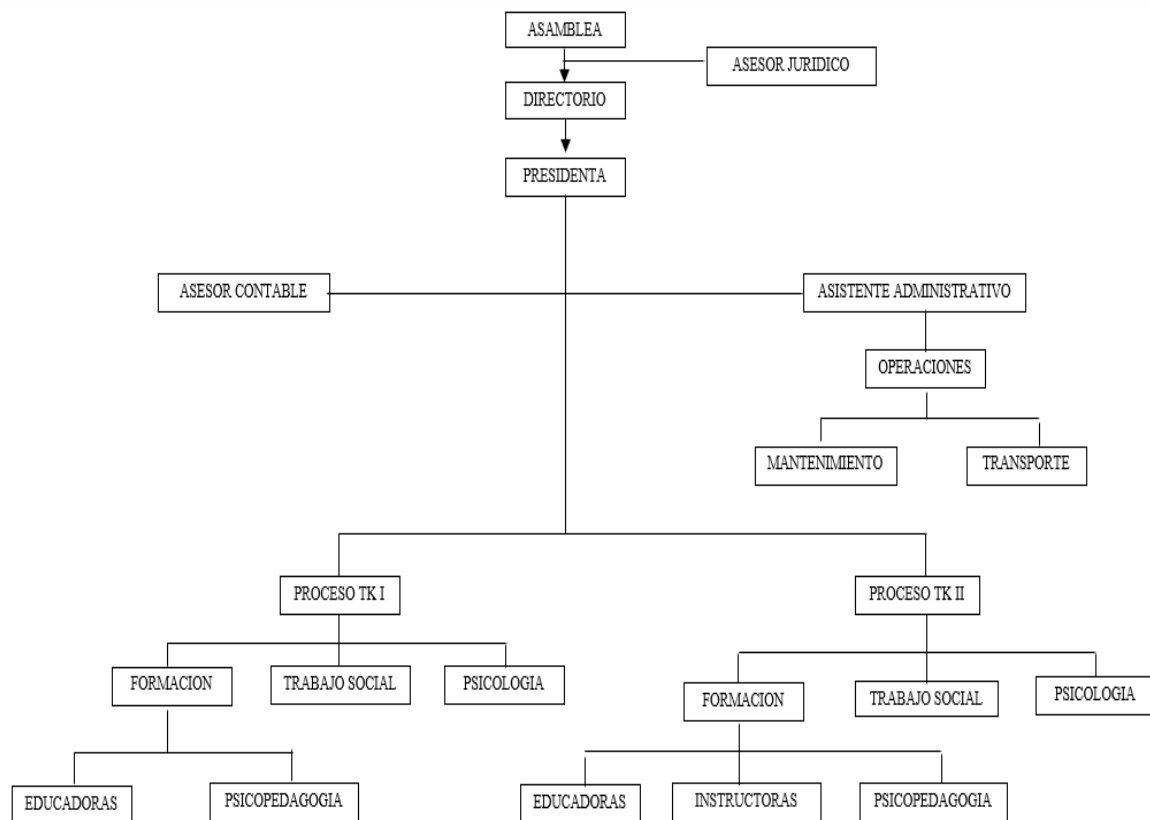 ASAMBLEA
ASESOR JURIDICO
DIRECTORIO
PRESIDENTA
ASESOR CONTABLE
ASISTENTE ADMINISTRATIVO
OPERACIONES
MANTENIMIENTO
TRANSPORTE
PROCESO TK I
PROCESO TK II
FORMACION
TRABAJO SOCIAL
PSICOLOGIA
FORMACION
TRABAJO SOCIAL
PSICOLOGIA
EDUCADORAS
PSICOPEDAGOGIA
EDUCADORAS
INSTRUCTORAS
PSICOPEDAGOGIA